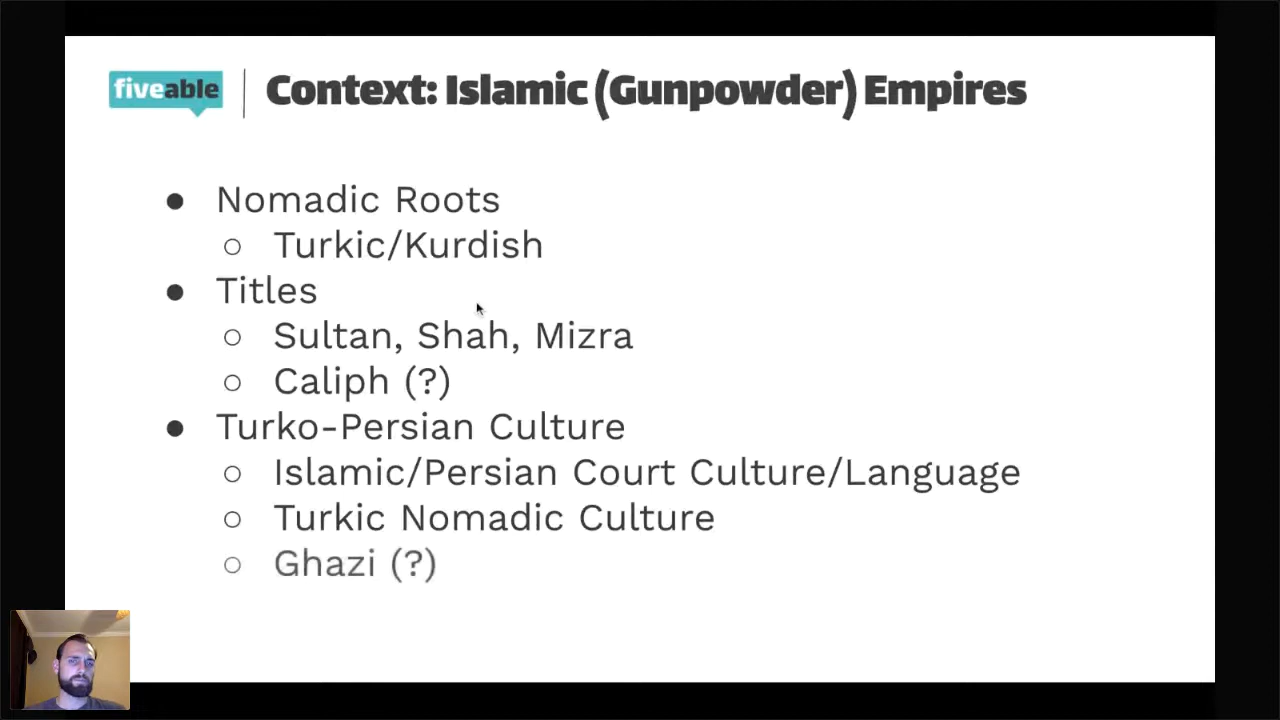 fiveable
Context: Islamic (Gunpowder) Empires
● Nomadic Roots
○ Turkic/Kurdish
● Titles
○ Sultan, Shah, Mizra
○ Caliph (?)
● Turko-Persian Culture
○ Islamic/Persian Court Culture/Language
○ Turkic Nomadic Culture
○ Ghazi (?)